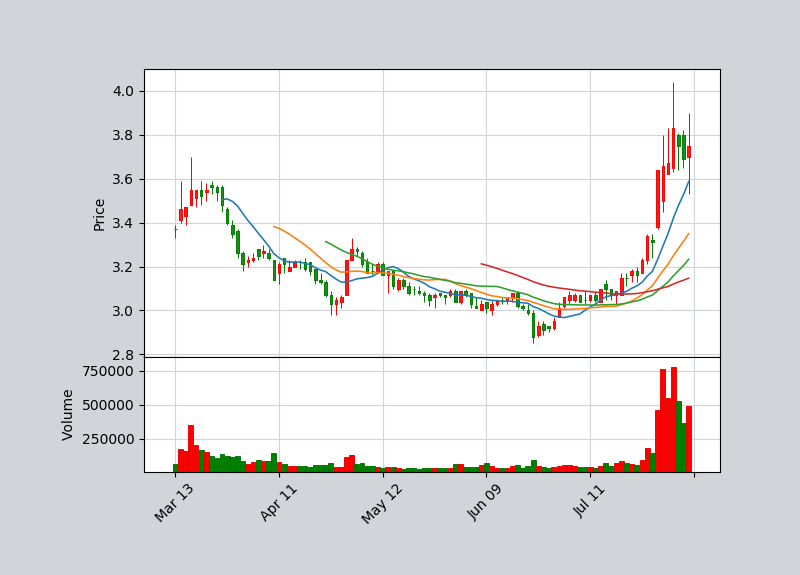 4.0
3.8
3.6
3.4
3.2
3.0
2.8
Price
750000
500000
250000
Volume
Mar 13
Apr 11
May 12
Jun 09
Jul 11